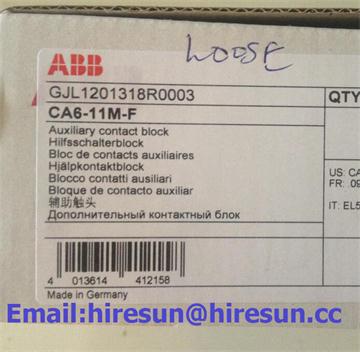 LOOSE
ABB
GJL1201318R0003
QTY
CA6-11M-F
Auxiliary contact block
Hilfsschalterblock
Bloc de contacts auxiliaires
Hjälpkontaktblock
Blocco contatti ausiliari
Bloque de contacto auxiliar
辅助触头
Дополнительный контактный блок
US: CA
FR: .09
IT: EL5
4 013614 412158
Made in Germany
Email:hiresun@hiresun.cc